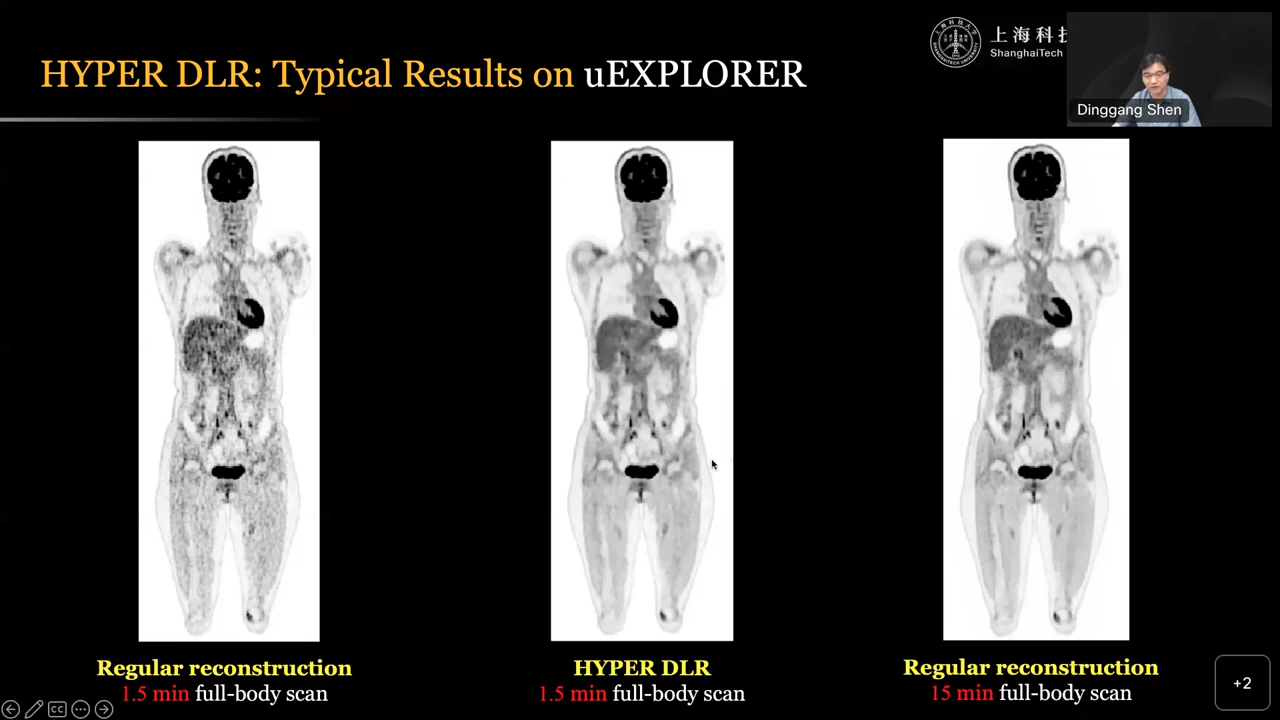 HYPER DLR: Typical Results on uEXPLORER
上海科技
ShanghaiTech
Dinggang Shen
Regular reconstruction
1.5 min full-body scan
HYPER DLR
1.5 min full-body scan
Regular reconstruction
15 min full-body scan
CC
+2